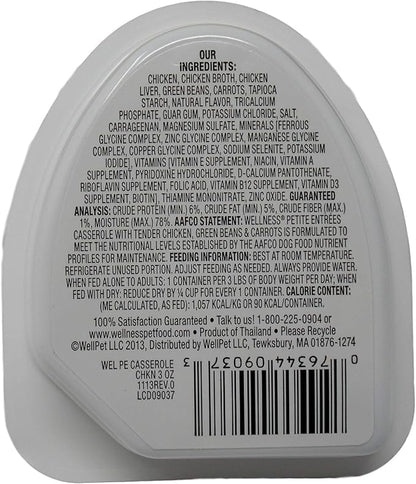 OUR
INGREDIENTS:
CHICKEN, CHICKEN BROTH, CHICKEN
LIVER, GREEN BEANS, CARROTS, TAPIOCA
STARCH, NATURAL FLAVOR, TRICALCIUM
PHOSPHATE, GUAR GUM, POTASSIUM CHLORIDE, SALT,
CARRAGEENAN, MAGNESIUM SULFATE, MINERALS [FERROUS
GLYCINE COMPLEX, ZINC GLYCINE COMPLEX, MANGANESE GLYCINE
COMPLEX, COPPER GLYCINE COMPLEX, SODIUM SELENITE, POTASSIUM
IODIDE], VITAMINS [VITAMIN E SUPPLEMENT, NIACIN, VITAMIN A
SUPPLEMENT, PYRIDOXINE HYDROCHLORIDE, D-CALCIUM PANTOTHENATE,
RIBOFLAVIN SUPPLEMENT, FOLIC ACID, VITAMIN B12 SUPPLEMENT, VITAMIN D3
SUPPLEMENT, BIOTIN], THIAMINE MONONITRATE, ZINC OXIDE. GUARANTEED
ANALYSIS: CRUDE PROTEIN (MIN.) 6%, CRUDE FAT (MIN.) 5%, CRUDE FIBER (MAX.)
1%, MOISTURE (MAX.) 78%. AAFCO STATEMENT: WELLNESS® PETITE ENTRÉES
CASSEROLE WITH TENDER CHICKEN, GREEN BEANS & CARROTS IS FORMULATED TO
MEET THE NUTRITIONAL LEVELS ESTABLISHED BY THE AAFCO DOG FOOD NUTRIENT
PROFILES FOR MAINTENANCE. FEEDING INFORMATION: BEST AT ROOM TEMPERATURE.
REFRIGERATE UNUSED PORTION. ADJUST FEEDING AS NEEDED. ALWAYS PROVIDE WATER.
WHEN FED ALONE TO ADULTS: 1 CONTAINER PER 3 LBS OF BODY WEIGHT PER DAY; WHEN
FED WITH DRY: REDUCE DRY BY ¼ CUP FOR EVERY 1 CONTAINER. CALORIE CONTENT:
(ME CALCULATED, AS FED): 1,057 KCAL/KG OR 90 KCAL/CONTAINER.
100% Satisfaction Guaranteed • Talk to us! 1-800-225-0904 or
www.wellnesspetfood.com • Product of Thailand • Please Recycle
©WellPet LLC 2013, Distributed by WellPet LLC, Tewksbury, MA 01876-1274
WEL PE CASSEROLE
CHKN 3 OZ
1113REV.0
LCD09037
0 76344 09037 3